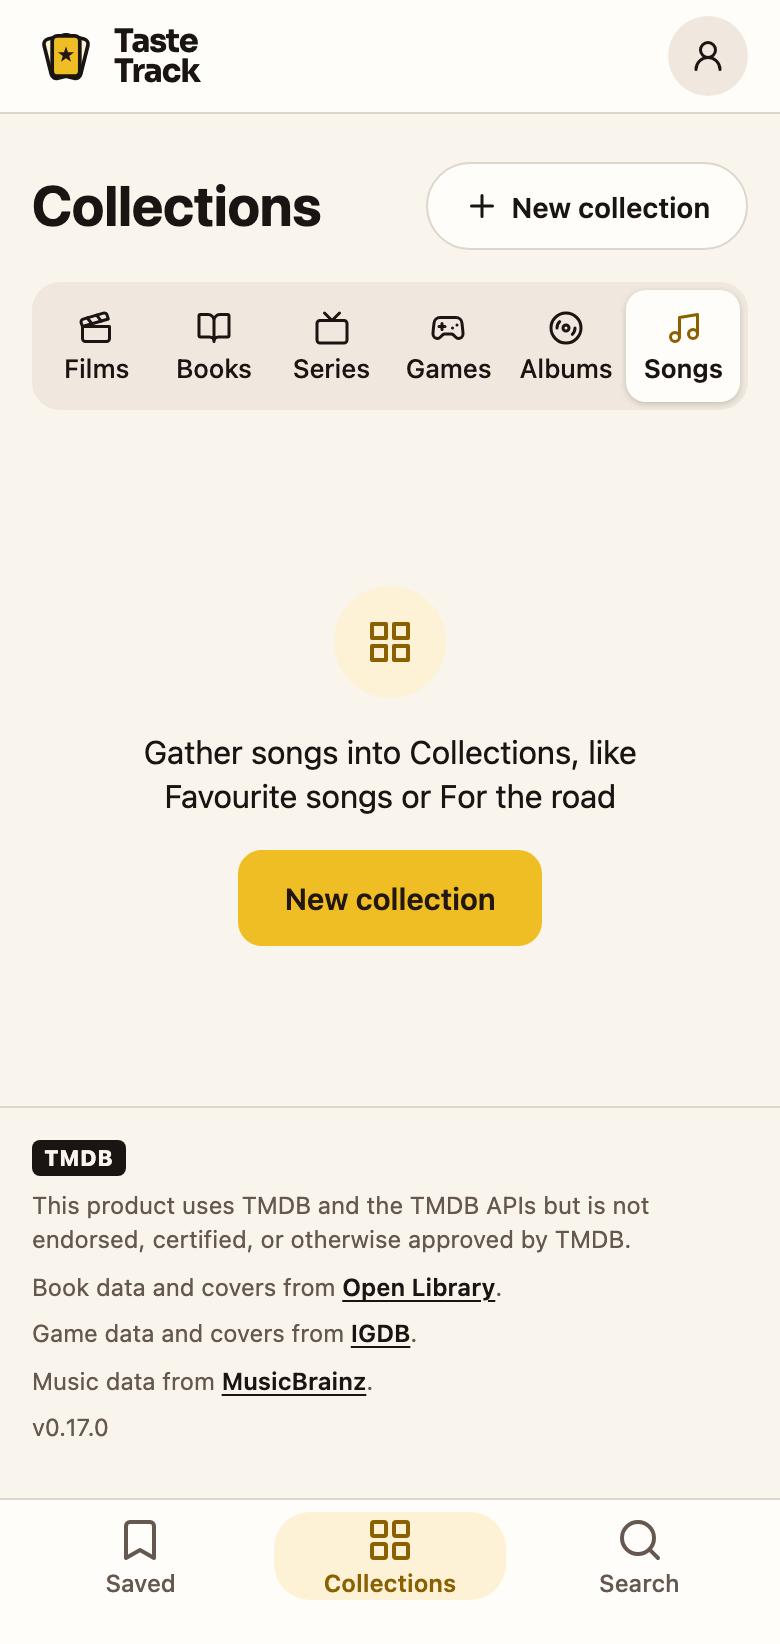 Taste
Track
Collections
New collection
Films
Books
Series
Games
Albums
Songs
Gather songs into Collections, like
Favourite songs or For the road
New collection
TMDB
This product uses TMDB and the TMDB APIs but is not
endorsed, certified, or otherwise approved by TMDB.
Book data and covers from Open Library.
Game data and covers from IGDB.
Music data from MusicBrainz.
v0.17.0
Saved
Collections
Search